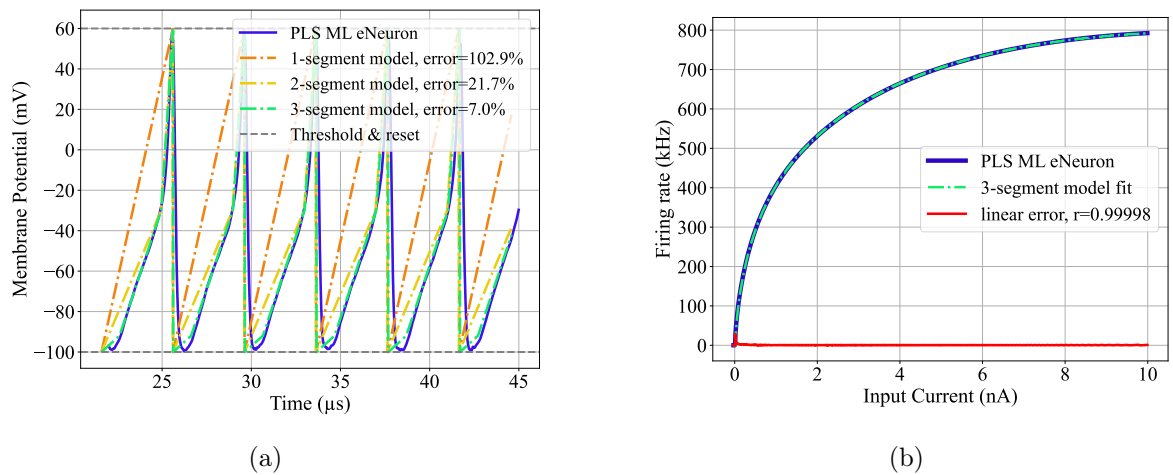 60
40
20
0
−20
−40
−60
−80
−100
Membrane Potential (mV)
PLS ML eNeuron
1-segment model, error=102.9%
2-segment model, error=21.7%
3-segment model, error=7.0%
Threshold & reset
25
30
35
40
45
Time (µs)
(a)
800
700
600
500
400
300
200
100
0
Firing rate (kHz)
PLS ML eNeuron
3-segment model fit
linear error, r=0.99998
0
2
4
6
8
10
Input Current (nA)
(b)